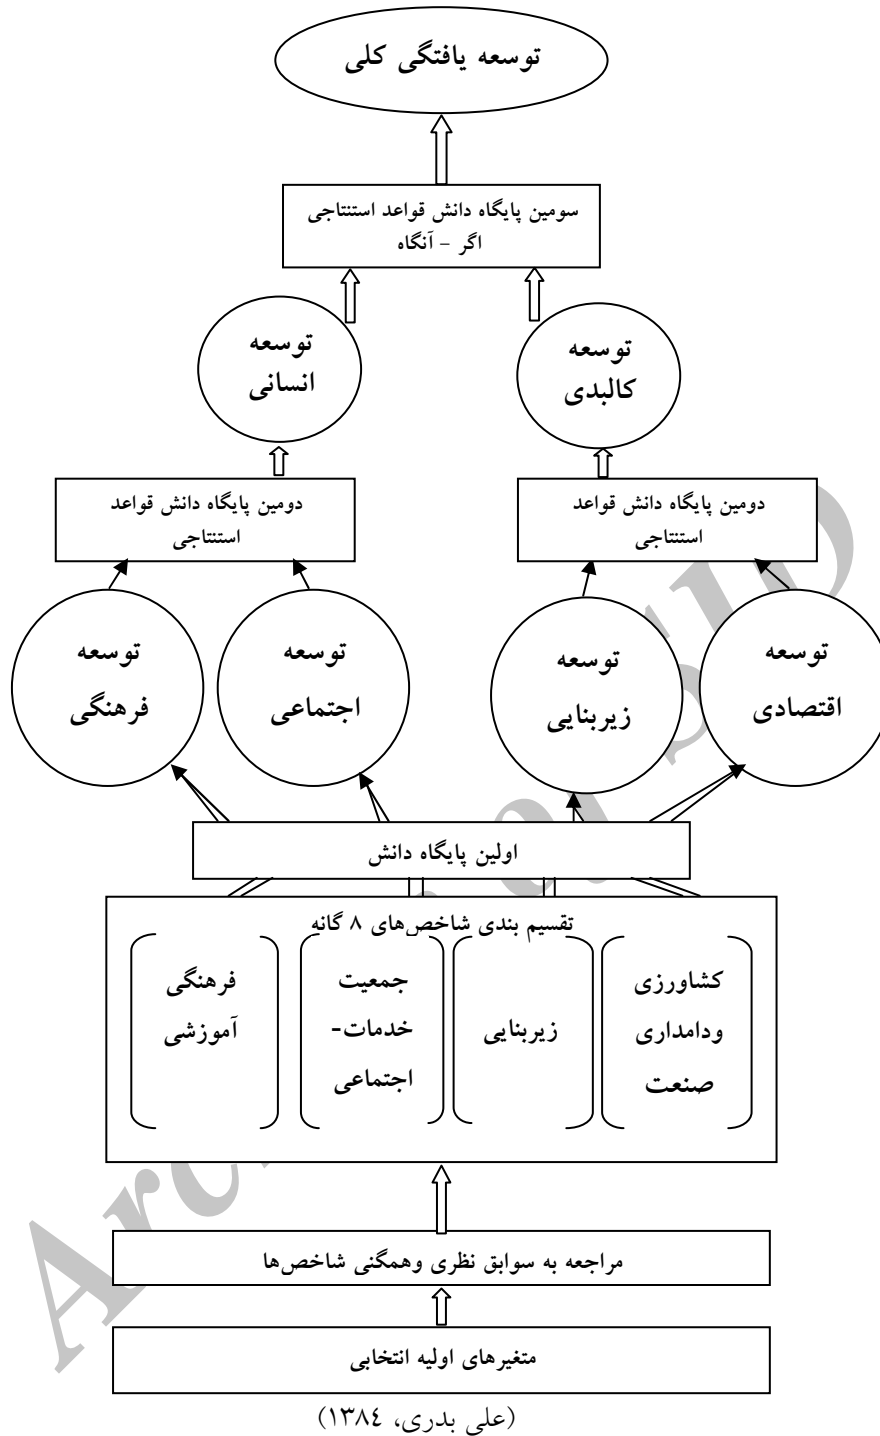 توسعه یافتگی کلی
سومین پایگاه دانش قواعد استنتاجی
اگر – آنگاه
توسعه
کالبدی
توسعه
انسانی
دومین پایگاه دانش قواعد
استنتاجی
دومین پایگاه دانش قواعد
استنتاجی
توسعه
اقتصادی
توسعه
زیربنایی
توسعه
اجتماعی
توسعه
فرهنگی
اولین پایگاه دانش
تقسیم بندی شاخص‌های ۸ گانه
کشاورزی
ودامداری
صنعت
زیربنایی
جمعیت
خدمات-
اجتماعی
فرهنگی
آموزشی
مراجعه به سوابق نظری وهمگنی شاخص‌ها
متغیرهای اولیه انتخابی
(علی بدری، ۱۳۸٤)
Archive of SID